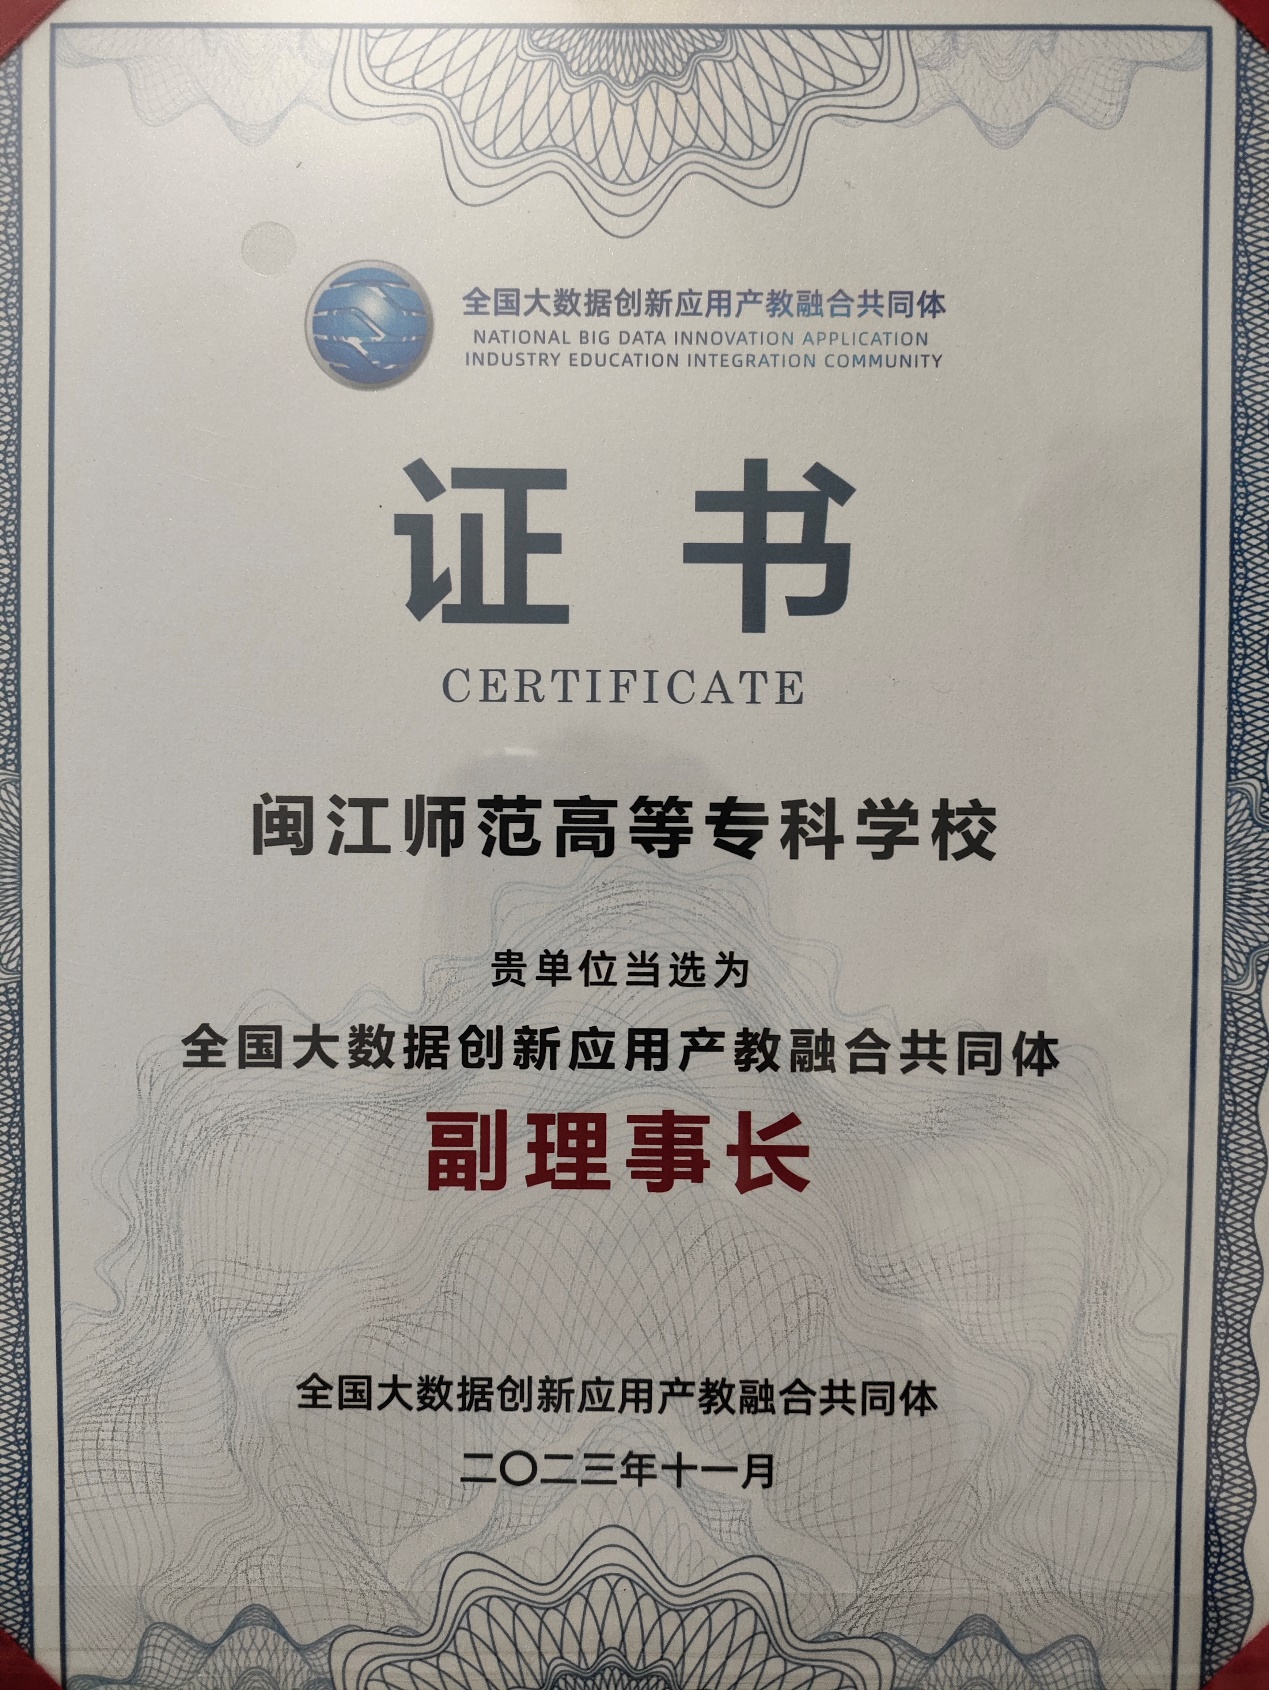 全国大数据创新应用产教融合共同体
NATIONAL BIG DATA INNOVATION APPLICATION
INDUSTRY EDUCATION INTEGRATION COMMUNITY
证书
CERTIFICATE
闽江师范高等专科学校
贵单位当选为
全国大数据创新应用产教融合共同体
副理事长
全国大数据创新应用产教融合共同体
二〇二三年十一月